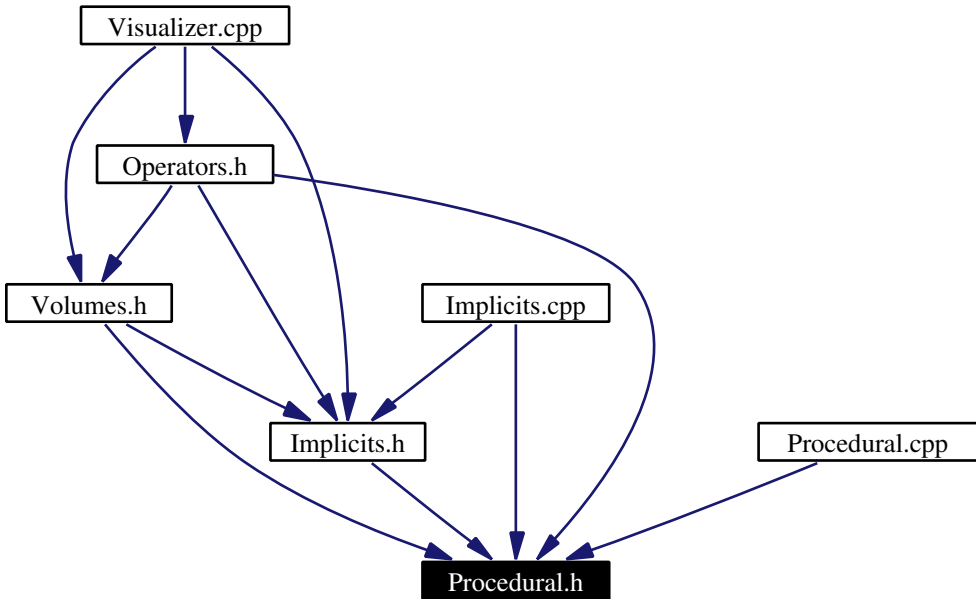 Visualizer.cpp
Operators.h
Volumes.h
Implicits.cpp
Implicits.h
Procedural.cpp
Procedural.h